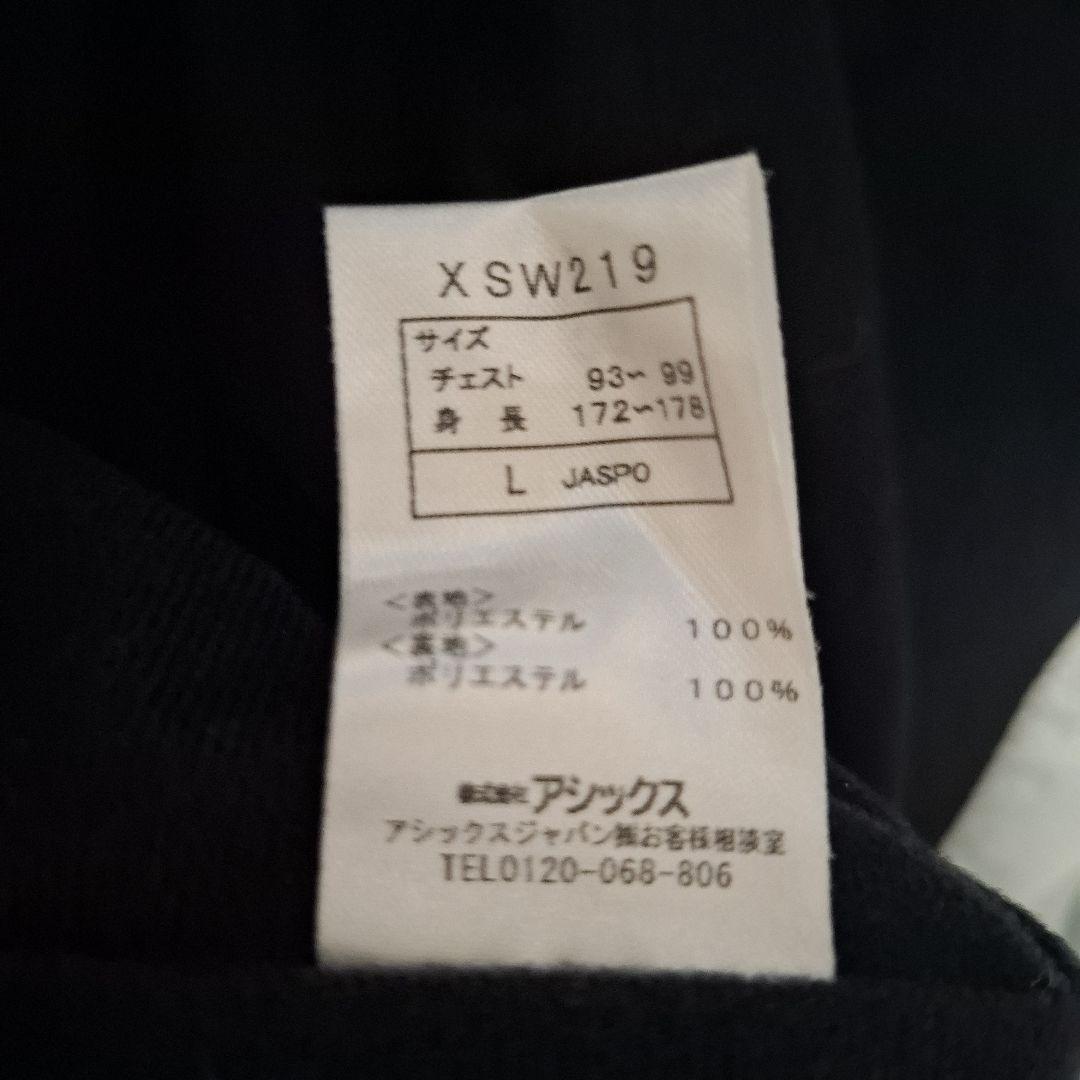 XSW219
サイズ
チェスト 93〜 99
身 長 172〜178
L JASPO
<表地>
ポリエステル 100%
<裏地>
ポリエステル 100%
株式会社アシックス
アシックスジャパン㈱お客様相談室
TEL0120-068-806